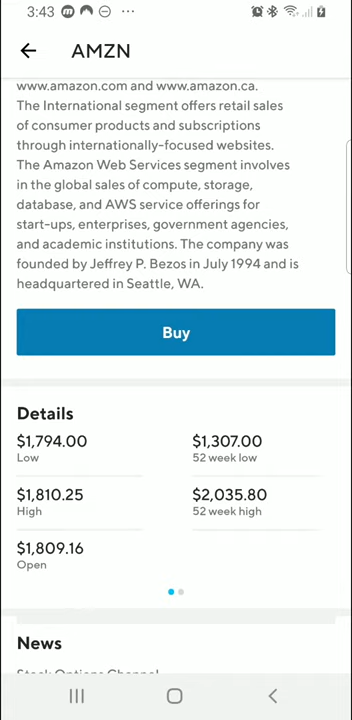 3:43
AMZN
www.amazon.com and www.amazon.ca.
The International segment offers retail sales
of consumer products and subscriptions
through internationally-focused websites.
The Amazon Web Services segment involves
in the global sales of compute, storage,
database, and AWS service offerings for
start-ups, enterprises, government agencies,
and academic institutions. The company was
founded by Jeffrey P. Bezos in July 1994 and is
headquartered in Seattle, WA.
Buy
Details
$1,794.00
Low
$1,307.00
52 week low
$1,810.25
High
$2,035.80
52 week high
$1,809.16
Open
News
Stock Options Channel